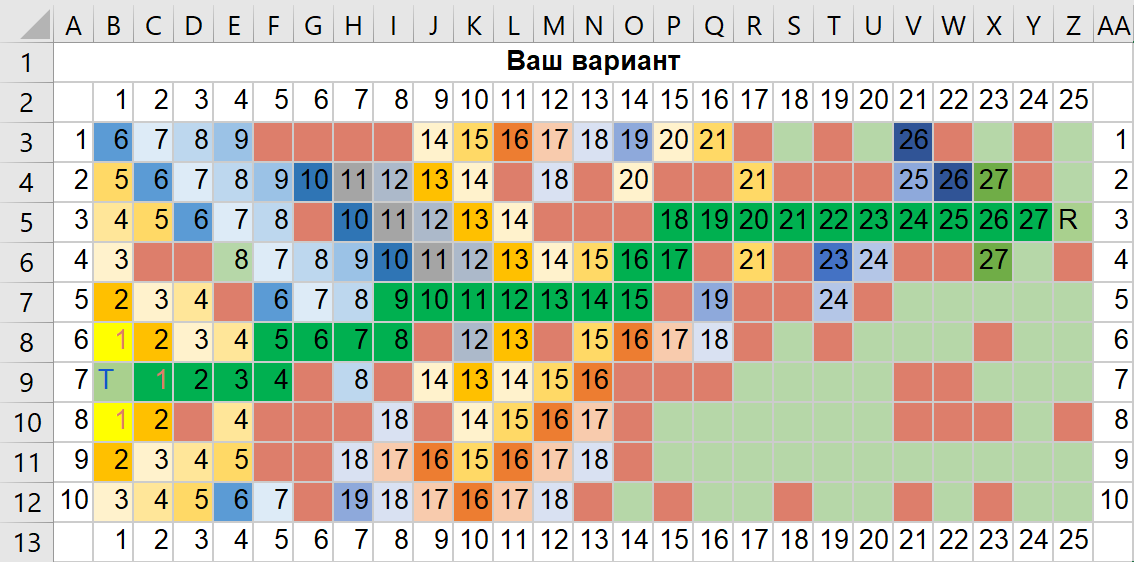 A B C D E F G H I J K L M N O P Q R S T U V W X Y Z AA
1 Ваш вариант
2 1 2 3 4 5 6 7 8 9 10 11 12 13 14 15 16 17 18 19 20 21 22 23 24 25
3 1 6 7 8 9 14 15 16 17 18 19 20 21 26 1
4 2 5 6 7 8 9 10 11 12 13 14 18 20 21 25 26 27 2
5 3 4 5 6 7 8 10 11 12 13 14 18 19 20 21 22 23 24 25 26 27 R 3
6 4 3 8 7 8 9 10 11 12 13 14 15 16 17 21 23 24 27 4
7 5 2 3 4 6 7 8 9 10 11 12 13 14 15 19 24 5
8 6 1 2 3 4 5 6 7 8 12 13 15 16 17 18 6
9 7 T 1 2 3 4 8 14 13 14 15 16 7
10 8 1 2 4 18 14 15 16 17 8
11 9 2 3 4 5 18 17 16 15 16 17 18 9
12 10 3 4 5 6 7 19 18 17 16 17 18 10
13 1 2 3 4 5 6 7 8 9 10 11 12 13 14 15 16 17 18 19 20 21 22 23 24 25